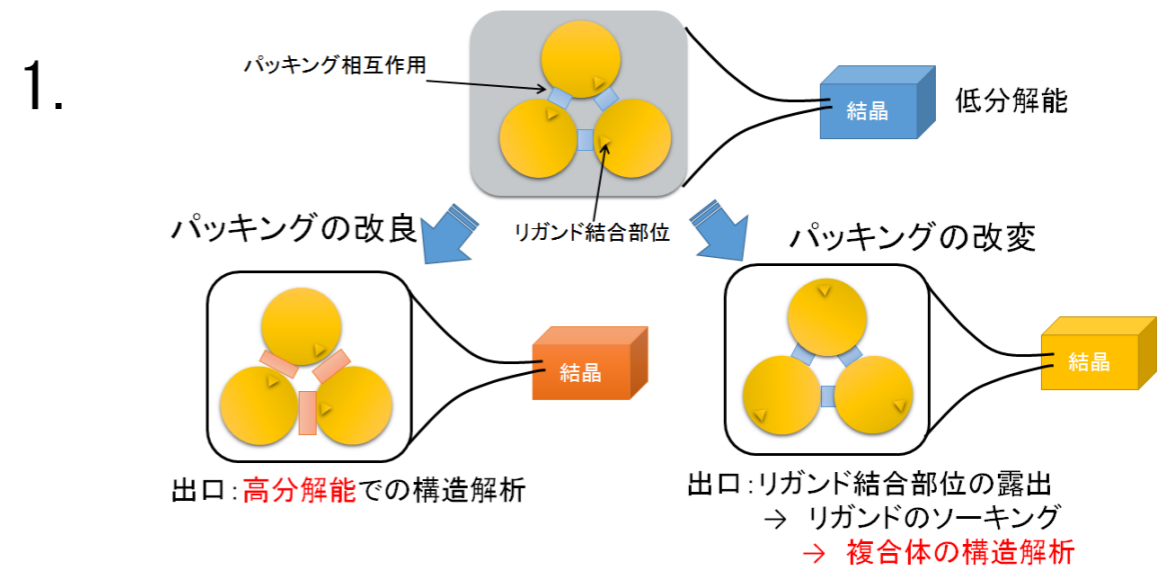 1.
パッキング相互作用
結晶
低分解能
リガンド結合部位
パッキングの改良
パッキングの改変
結晶
結晶
出口:高分解能での構造解析
出口:リガンド結合部位の露出
→ リガンドのソーキング
→ 複合体の構造解析